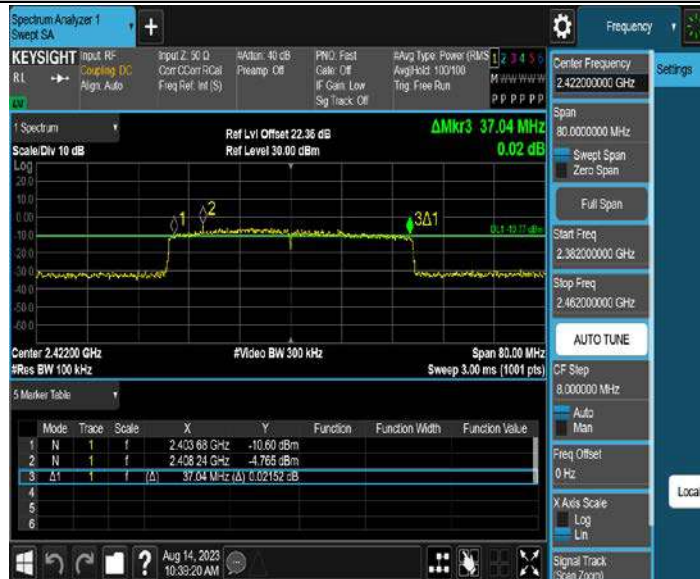 Spectrum Analyzer 1
Swept SA
+
Frequency
KEYSIGHT
RL
Input: RF
Coupling: DC
Align: Auto
Input Z: 50 Ω
Corr CCorr RCal
Freq Ref: Int (S)
#Atten: 40 dB
Preamp: Off
PNO: Fast
Gate: Off
IF Gain: Low
Sig Track: Off
#Avg Type: Power (RMS
Avg|Hold: 100/100
Trig: Free Run
1 2 3 4 5 6
M W W W W W
P P P P P P
LV
1 Spectrum
Scale/Div 10 dB
Ref Lvl Offset 22.36 dB
Ref Level 30.00 dBm
ΔMkr3 37.04 MHz
0.02 dB
Log
20.0
10.0
0.00
-10.0
-20.0
-30.0
-40.0
-50.0
-60.0
1
2
3Δ1
DL1 -10.77 dBm
Center 2.42200 GHz
#Video BW 300 kHz
Span 80.00 MHz
#Res BW 100 kHz
Sweep 3.00 ms (1001 pts)
5 Marker Table
Mode Trace Scale X Y Function Function Width Function Value
1 N 1 f 2.403 68 GHz -10.60 dBm
2 N 1 f 2.408 24 GHz -4.765 dBm
3 Δ1 1 f (Δ) 37.04 MHz (Δ) 0.02152 dB
4
5
6
?
Aug 14, 2023
10:39:20 AM
Center Frequency
2.422000000 GHz
Settings
Span
80.0000000 MHz
Swept Span
Zero Span
Full Span
Start Freq
2.382000000 GHz
Stop Freq
2.462000000 GHz
AUTO TUNE
CF Step
8.000000 MHz
Auto
Man
Freq Offset
0 Hz
X Axis Scale
Log
Lin
Local
Signal Track
(Span Zoom)